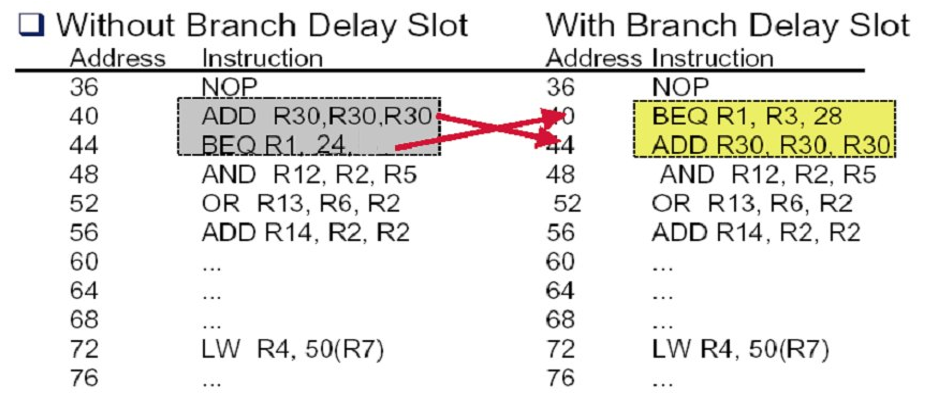 Without Branch Delay Slot With Branch Delay Slot
Address Instruction Address Instruction
36 NOP 36 NOP
40 ADD R30,R30,R30 40 BEQ R1, R3, 28
44 BEQ R1, 24, 44 ADD R30, R30, R30
48 AND R12, R2, R5 48 AND R12, R2, R5
52 OR R13, R6, R2 52 OR R13, R6, R2
56 ADD R14, R2, R2 56 ADD R14, R2, R2
60 ... 60 ...
64 ... 64 ...
68 ... 68 ...
72 LW R4, 50(R7) 72 LW R4, 50(R7)
76 ... 76 ...